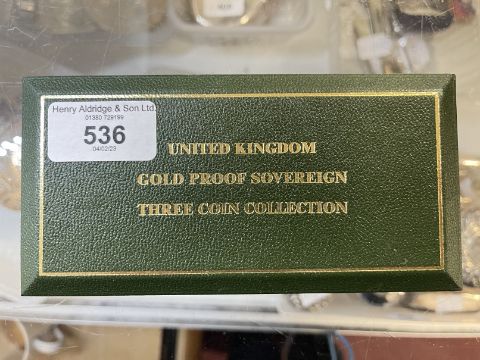 Henry Aldridge & Son Ltd
01380 729199
536
04/02/23
UNITED KINGDOM
GOLD PROOF SOVEREIGN
THREE COIN COLLECTION